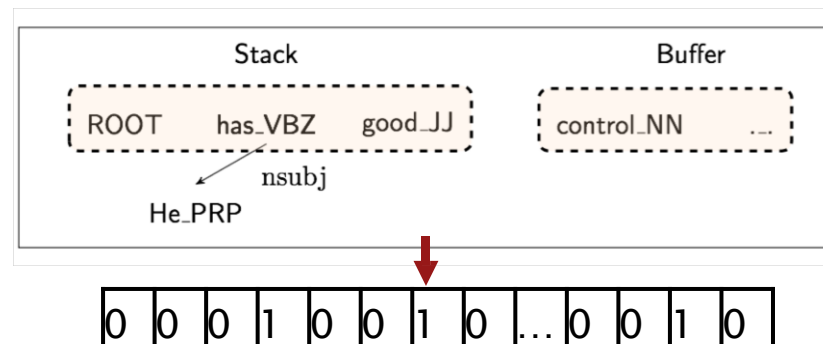 Stack Buffer
ROOT has_VBZ good_JJ control_NN ._.
nsubj
He_PRP
0 0 0 1 0 0 1 0 ... 0 0 1 0